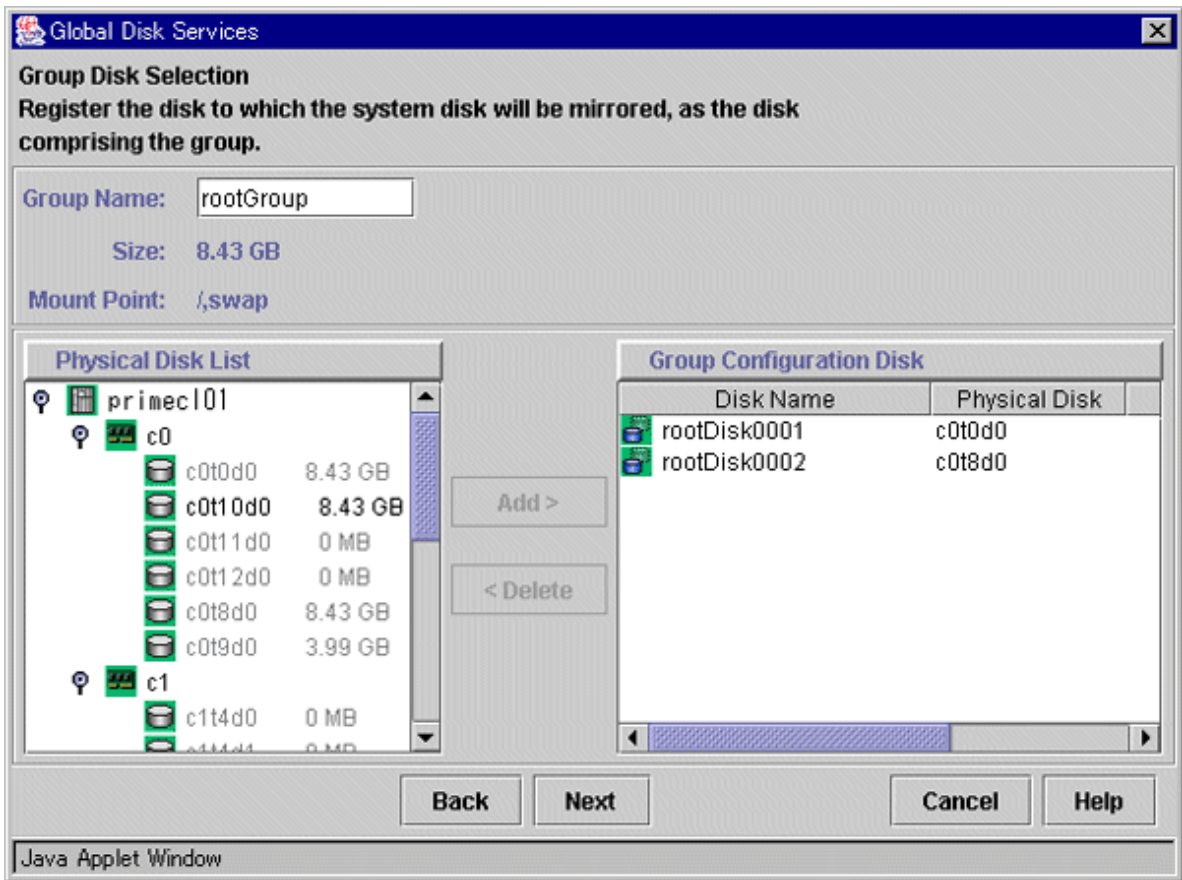 Global Disk Services
Group Disk Selection
Register the disk to which the system disk will be mirrored, as the disk
comprising the group.
Group Name: rootGroup
Size: 8.43 GB
Mount Point: /,swap
Physical Disk List
primecl01
c0
c0t0d0 8.43 GB
c0t10d0 8.43 GB
c0t11d0 0 MB
c0t12d0 0 MB
c0t8d0 8.43 GB
c0t9d0 3.99 GB
c1
c1t4d0 0 MB
Add >
< Delete
Group Configuration Disk
Disk Name Physical Disk
rootDisk0001 c0t0d0
rootDisk0002 c0t8d0
Back Next Cancel Help
Java Applet Window